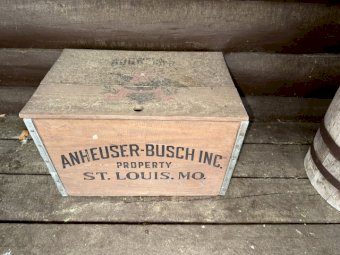 ANHEUSER-BUSCH INC.
PROPERTY
ST. LOUIS. MO.